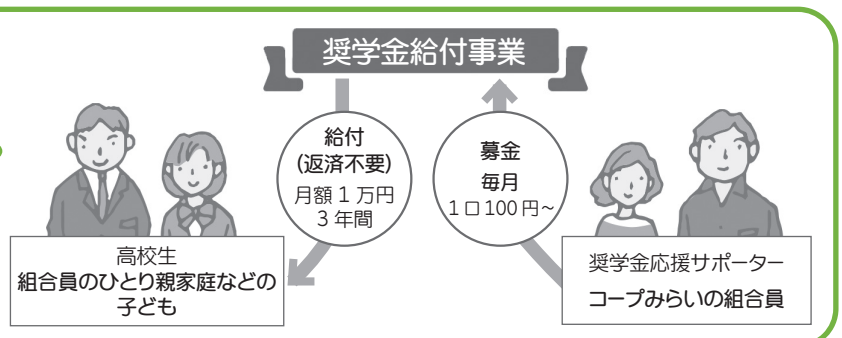 奨学金給付事業
給付
(返済不要)
月額1万円
3年間
募金
毎月
1口100円～
高校生
組合員のひとり親家庭などの
子ども
奨学金応援サポーター
コープみらいの組合員